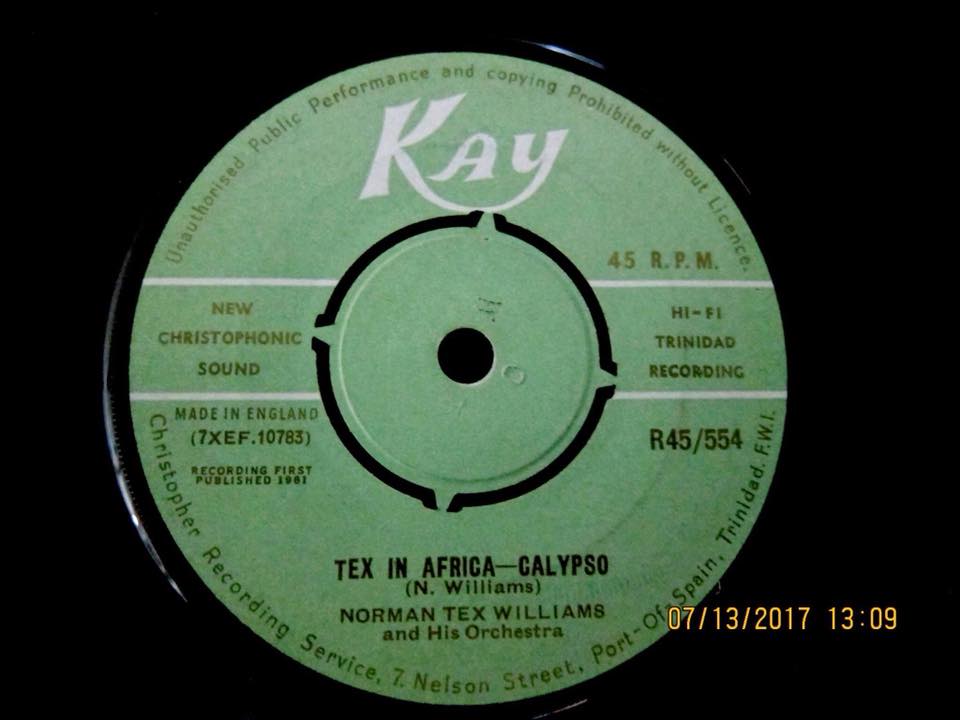 Unauthorised Public Performance and copying Prohibited without Licence.
KAY
45 R.P.M.
NEW
CHRISTOPHONIC
SOUND
HI-FI
TRINIDAD
RECORDING
MADE IN ENGLAND
(7XEF.10783)
RECORDING FIRST
PUBLISHED 1961
R45/554
TEX IN AFRICA—CALYPSO
(N. Williams)
NORMAN TEX WILLIAMS
and His Orchestra
Christopher Recording Service, 7, Nelson Street, Port-Of-Spain, Trinidad. F.W.I.
07/13/2017 13:09